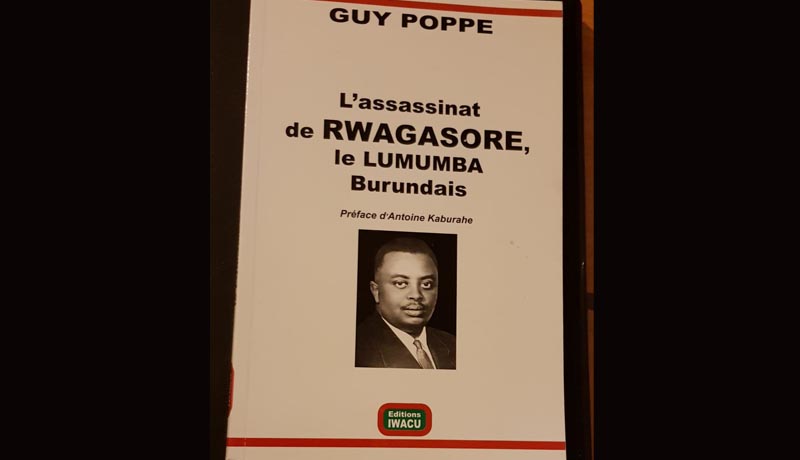 GUY POPPE
L'assassinat
de RWAGASORE,
le LUMUMBA
Burundais
Préface d'Antoine Kaburahe
Editions
IWACU